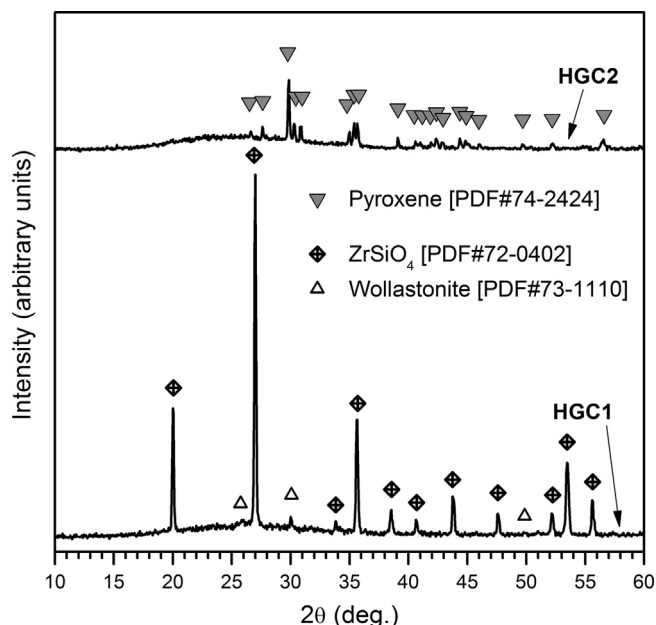 HGC2
Pyroxene [PDF#74-2424]
ZrSiO4 [PDF#72-0402]
Wollastonite [PDF#73-1110]
HGC1
Intensity (arbitrary units)
10 15 20 25 30 35 40 45 50 55 60
2θ (deg.)